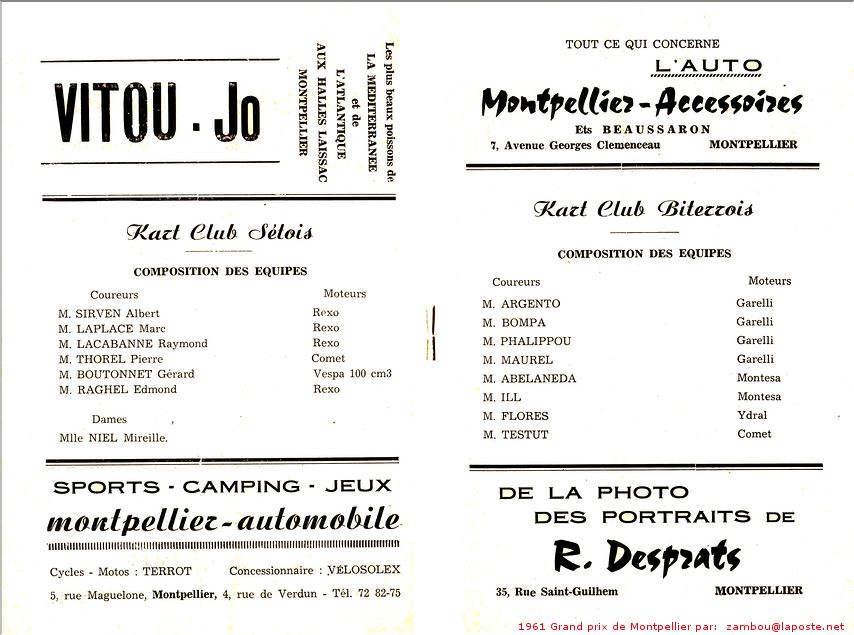 VITOU . Jo
Les plus beaux poissons de
LA MEDITERRANEE
et de
L'ATLANTIQUE
AUX HALLES LAISSAC
MONTPELLIER
Kart Club Sétois
COMPOSITION DES EQUIPES
Coureurs Moteurs
M. SIRVEN Albert Rexo
M. LAPLACE Marc Rexo
M. LACABANNE Raymond Rexo
M. THOREL Pierre Comet
M. BOUTONNET Gérard Vespa 100 cm3
M. RAGHEL Edmond Rexo
Dames
Mlle NIEL Mireille.
SPORTS - CAMPING - JEUX
montpellier-automobile
Cycles - Motos : TERROT Concessionnaire : VÉLOSOLEX
5, rue Maguelone, Montpellier, 4, rue de Verdun - Tél. 72 82-75
TOUT CE QUI CONCERNE
L'AUTO
Montpellier-Accessoires
Ets BEAUSSARON
7, Avenue Georges Clemenceau MONTPELLIER
Kart Club Biterrois
COMPOSITION DES EQUIPES
Coureurs Moteurs
M. ARGENTO Garelli
M. BOMPA Garelli
M. PHALIPPOU Garelli
M. MAUREL Garelli
M. ABELANEDA Montesa
M. ILL Montesa
M. FLORES Ydral
M. TESTUT Comet
DE LA PHOTO
DES PORTRAITS DE
R. Desprats
35, Rue Saint-Guilhem MONTPELLIER
1961 Grand prix de Montpellier par: zambou@laposte.net